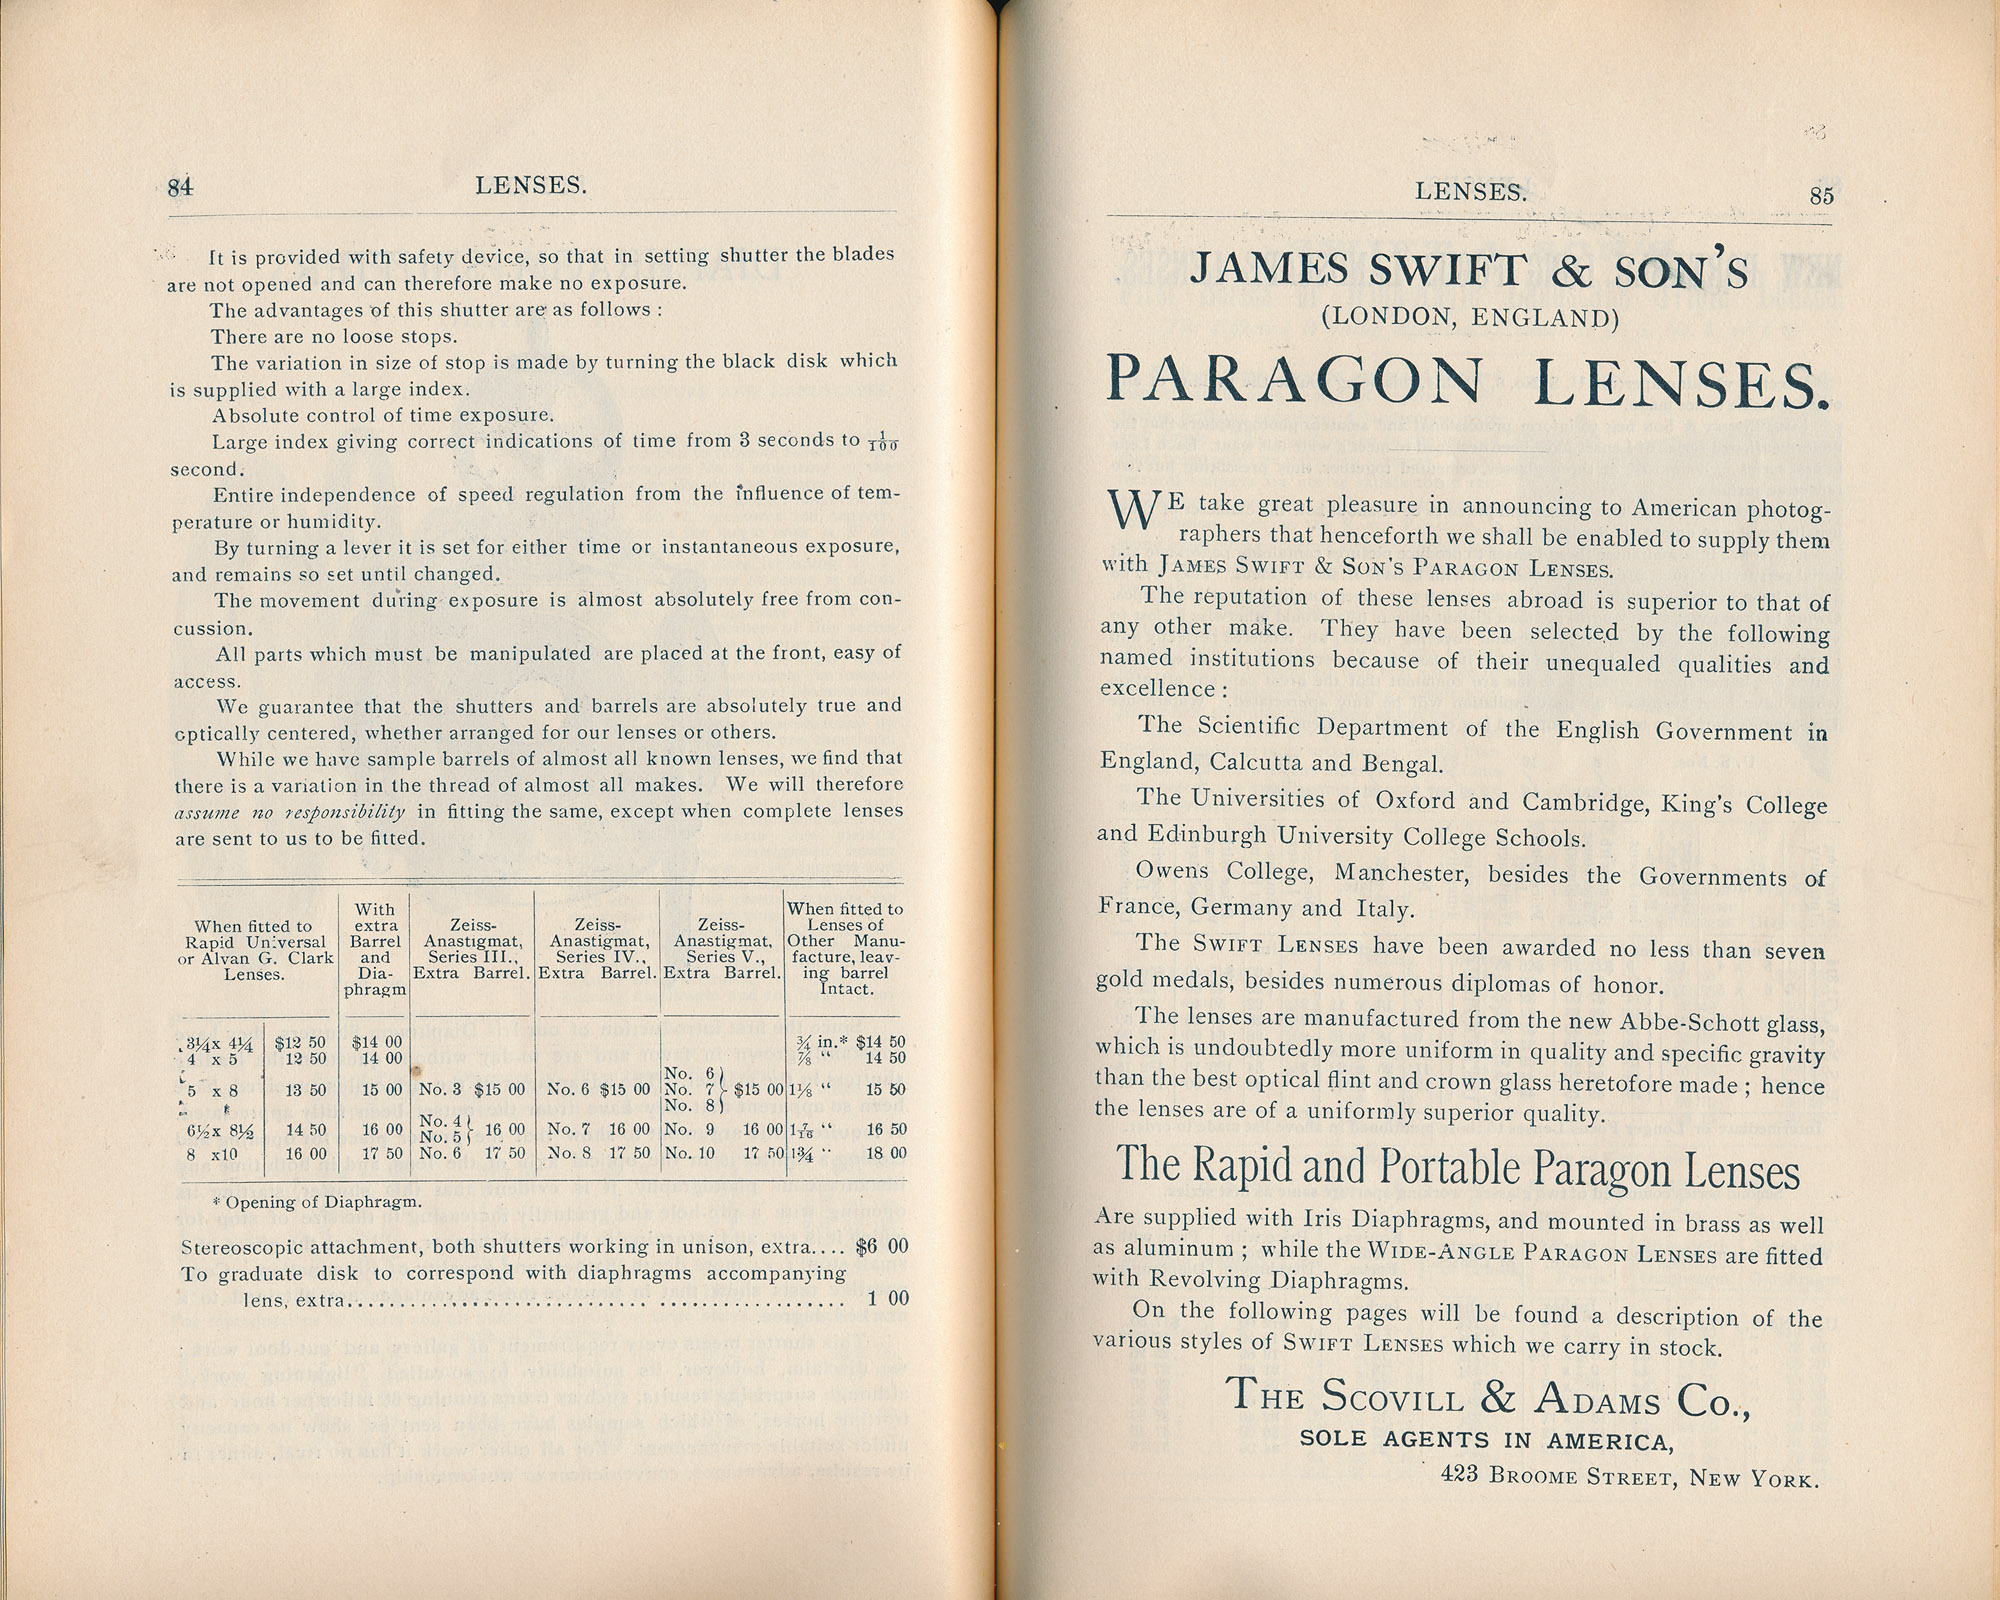 84
LENSES.
It is provided with safety device, so that in setting shutter the blades
are not opened and can therefore make no exposure.
The advantages of this shutter are as follows :
There are no loose stops.
The variation in size of stop is made by turning the black disk which
is supplied with a large index.
Absolute control of time exposure.
Large index giving correct indications of time from 3 seconds to 1/100
second.
Entire independence of speed regulation from the influence of tem-
perature or humidity.
By turning a lever it is set for either time or instantaneous exposure,
and remains so set until changed.
The movement during exposure is almost absolutely free from con-
cussion.
All parts which must be manipulated are placed at the front, easy of
access.
We guarantee that the shutters and barrels are absolutely true and
optically centered, whether arranged for our lenses or others.
While we have sample barrels of almost all known lenses, we find that
there is a variation in the thread of almost all makes. We will therefore
assume no responsibility in fitting the same, except when complete lenses
are sent to us to be fitted.
When fitted to
Rapid Universal
or Alvan G. Clark
Lenses.
With
extra
Barrel
and
Dia-
phragm
Zeiss-
Anastigmat,
Series III.,
Extra Barrel.
Zeiss-
Anastigmat,
Series IV.,
Extra Barrel.
Zeiss-
Anastigmat,
Series V.,
Extra Barrel.
When fitted to
Lenses of
Other Manu-
facture, leav-
ing barrel
Intact.
3¼x 4¼ $12 50 $14 00 ¾ in.* $14 50
4 x 5 12 50 14 00 ⅞ “ 14 50
No. 6
5 x 8 13 50 15 00 No. 3 $15 00 No. 6 $15 00 No. 7 } $15 00 1⅛ “ 15 50
No. 8
No. 4
6½x 8½ 14 50 16 00 No. 5 } 16 00 No. 7 16 00 No. 9 16 00 1 7/16 “ 16 50
8 x10 16 00 17 50 No. 6 17 50 No. 8 17 50 No. 10 17 50 1¾ “ 18 00
* Opening of Diaphragm.
Stereoscopic attachment, both shutters working in unison, extra.... $6 00
To graduate disk to correspond with diaphragms accompanying
lens, extra.............................................. 1 00
LENSES.
85
JAMES SWIFT & SON'S
(LONDON, ENGLAND)
PARAGON LENSES.
WE take great pleasure in announcing to American photog-
raphers that henceforth we shall be enabled to supply them
with JAMES SWIFT & SON'S PARAGON LENSES.
The reputation of these lenses abroad is superior to that of
any other make. They have been selected by the following
named institutions because of their unequaled qualities and
excellence :
The Scientific Department of the English Government in
England, Calcutta and Bengal.
The Universities of Oxford and Cambridge, King's College
and Edinburgh University College Schools.
Owens College, Manchester, besides the Governments of
France, Germany and Italy.
The SWIFT LENSES have been awarded no less than seven
gold medals, besides numerous diplomas of honor.
The lenses are manufactured from the new Abbe-Schott glass,
which is undoubtedly more uniform in quality and specific gravity
than the best optical flint and crown glass heretofore made ; hence
the lenses are of a uniformly superior quality.
The Rapid and Portable Paragon Lenses
Are supplied with Iris Diaphragms, and mounted in brass as well
as aluminum ; while the WIDE-ANGLE PARAGON LENSES are fitted
with Revolving Diaphragms.
On the following pages will be found a description of the
various styles of SWIFT LENSES which we carry in stock.
THE SCOVILL & ADAMS CO.,
SOLE AGENTS IN AMERICA,
423 BROOME STREET, NEW YORK.